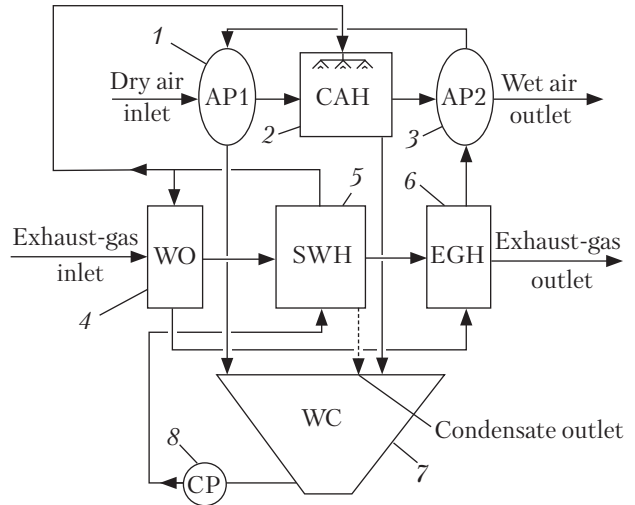 1
Dry air
inlet
AP1
CAH
AP2
Wet air
outlet
2
3
5
6
Exhaust-gas
inlet
WO
SWH
EGH
Exhaust-gas
outlet
4
WC
Condensate outlet
7
8
CP